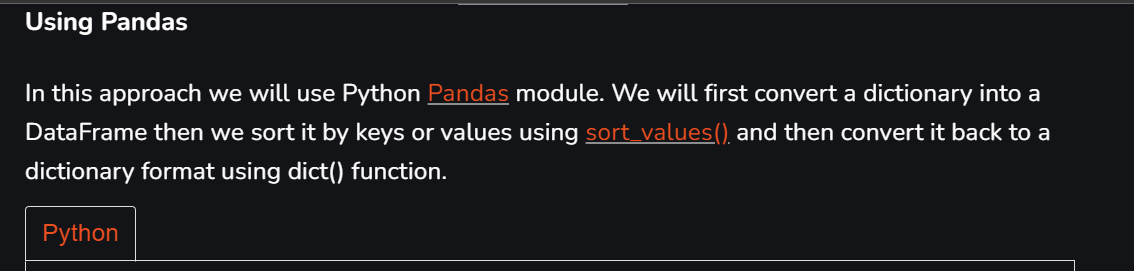 Using Pandas
In this approach we will use Python Pandas module. We will first convert a dictionary into a
DataFrame then we sort it by keys or values using sort_values() and then convert it back to a
dictionary format using dict() function.
Python